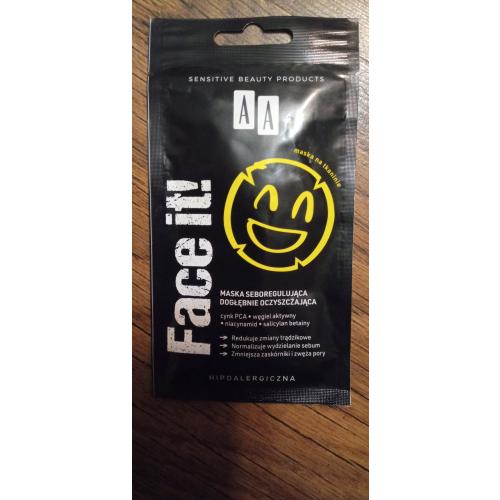 SENSITIVE BEAUTY PRODUCTS
AA
maska na tkaninie
Face it!
MASKA SEBOREGULUJĄCA
DOGŁĘBNIE OCZYSZCZAJĄCA
cynk PCA • węgiel aktywny
• niacynamid • salicylan betainy
→ Redukuje zmiany trądzikowe
→ Normalizuje wydzielanie sebum
→ Zmniejsza zaskórniki i zwęża pory
HIPOALERGICZNA